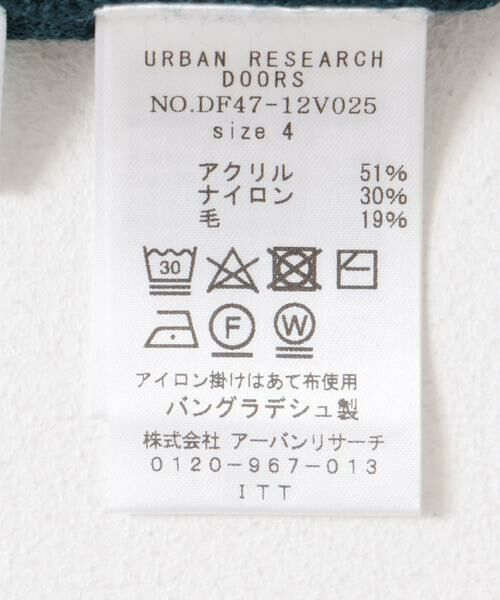 URBAN RESEARCH
DOORS
NO.DF47-12V025
size 4
アクリル 51%
ナイロン 30%
毛 19%
30
F W
アイロン掛けはあて布使用
バングラデシュ製
株式会社 アーバンリサーチ
0120-967-013
ITT